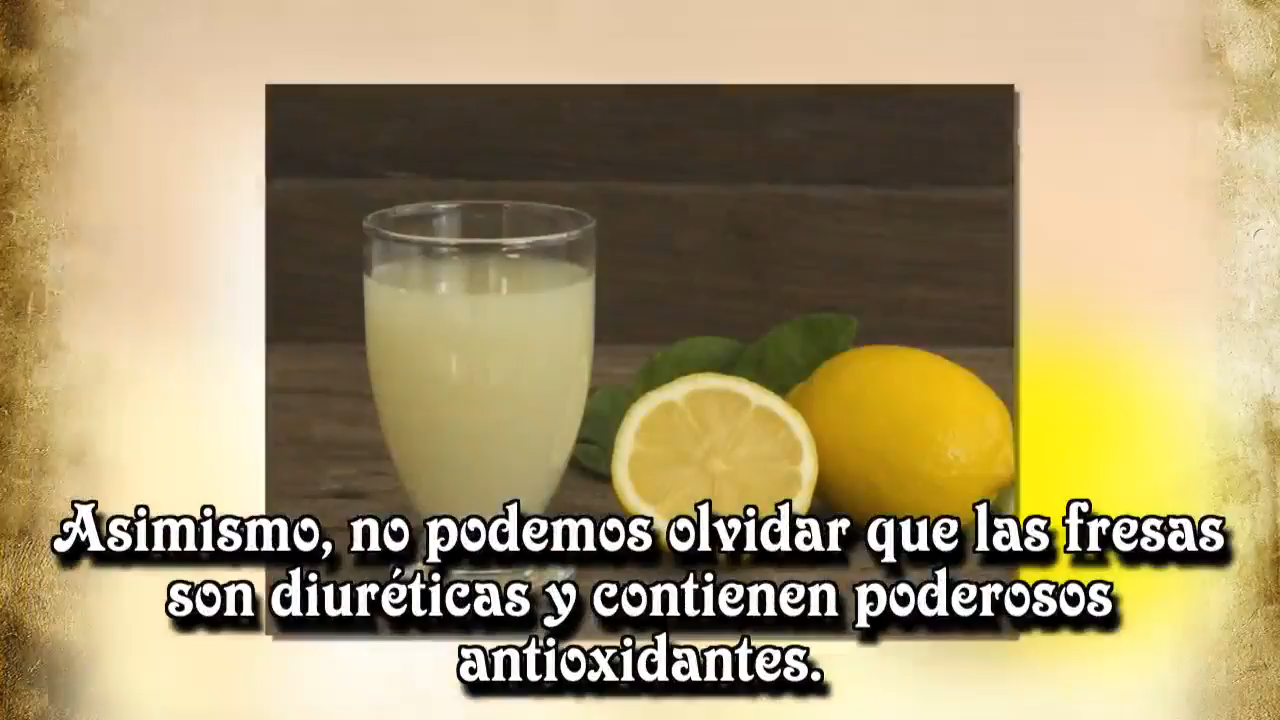 Asimismo, no podemos olvidar que las fresas
son diuréticas y contienen poderosos
antioxidantes.